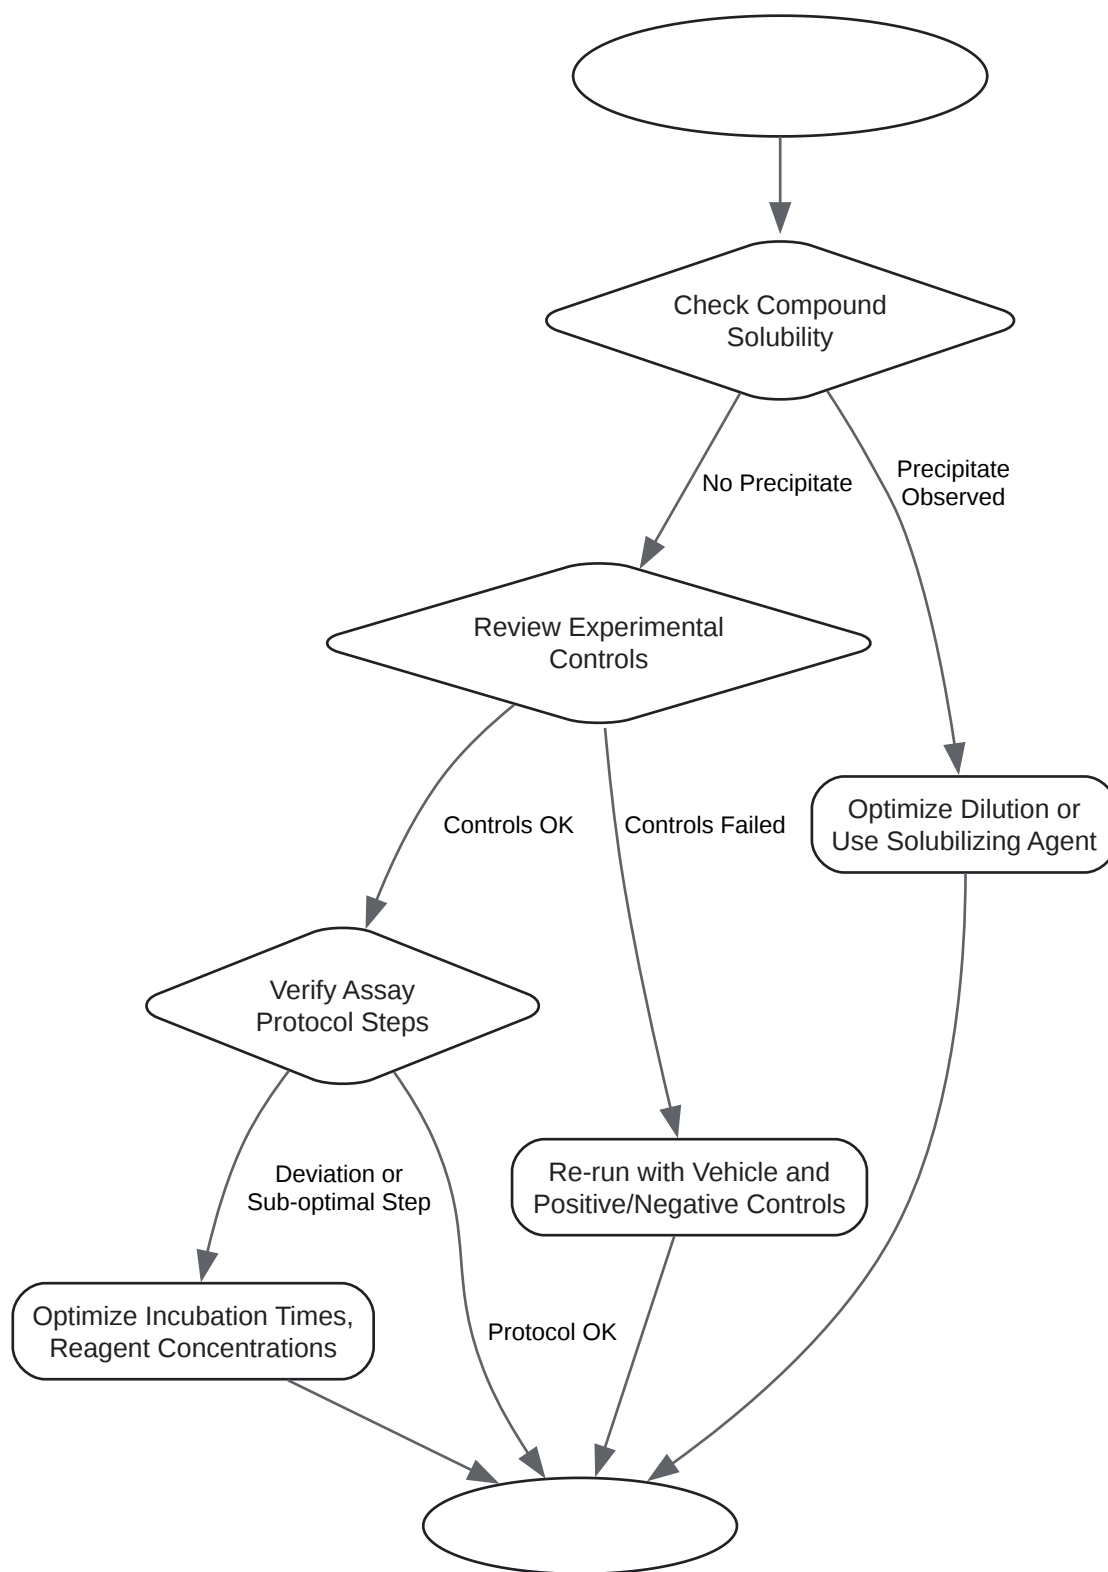 Check Compound
Solubility
No Precipitate
Precipitate
Observed
Review Experimental
Controls
Controls OK
Controls Failed
Optimize Dilution or
Use Solubilizing Agent
Verify Assay
Protocol Steps
Deviation or
Sub-optimal Step
Re-run with Vehicle and
Positive/Negative Controls
Optimize Incubation Times,
Reagent Concentrations
Protocol OK